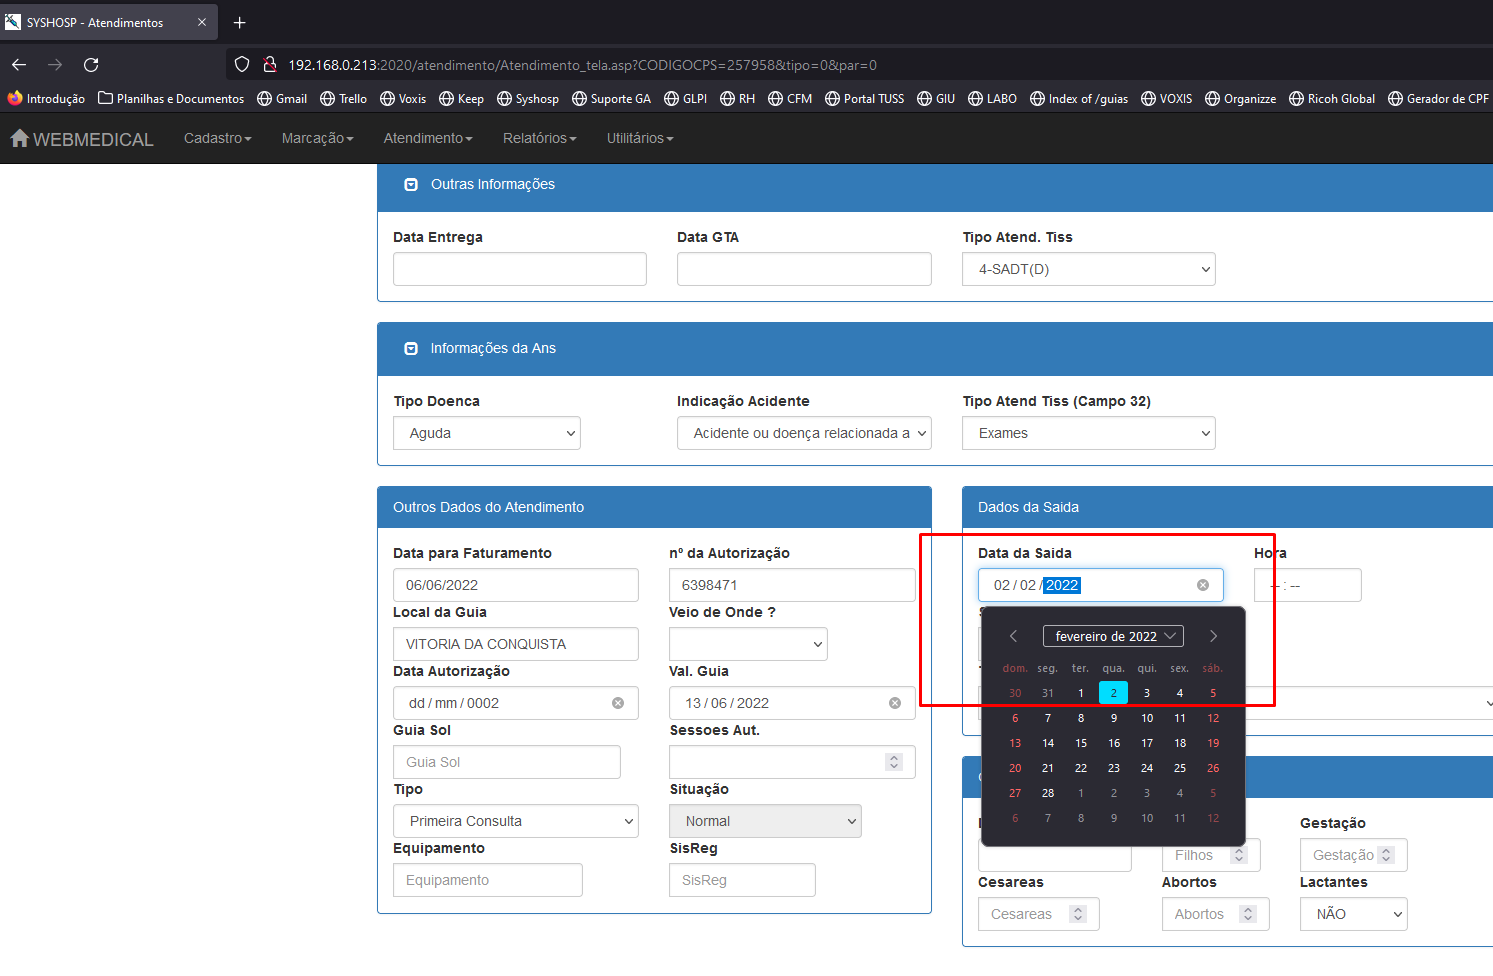 SYSHOSP - Atendimentos
192.168.0.213:2020/atendimento/Atendimento_tela.asp?CODIGOCPS=257958&tipo=0&par=0
Introdução Planilhas e Documentos Gmail Trello Voxis Keep Syshosp Suporte GA GLPI RH CFM Portal TUSS GIU LABO Index of /guias VOXIS Organizze Ricoh Global Gerador de CPF
WEBMEDICAL Cadastro Marcação Atendimento Relatórios Utilitários
Outras Informações
Data Entrega Data GTA Tipo Atend. Tiss
4-SADT(D)
Informações da Ans
Tipo Doenca Indicação Acidente Tipo Atend Tiss (Campo 32)
Aguda Acidente ou doença relacionada a Exames
Outros Dados do Atendimento
Data para Faturamento nº da Autorização
06/06/2022 6398471
Local da Guia Veio de Onde ?
VITORIA DA CONQUISTA
Data Autorização Val. Guia
dd / mm / 0002 13 / 06 / 2022
Guia Sol Sessoes Aut.
Guia Sol
Tipo Situação
Primeira Consulta Normal
Equipamento SisReg
Equipamento SisReg
Dados da Saida
Data da Saida Hora
02 / 02 / 2022 -- : --
fevereiro de 2022
dom. seg. ter. qua. qui. sex. sáb.
30 31 1 2 3 4 5
6 7 8 9 10 11 12
13 14 15 16 17 18 19
20 21 22 23 24 25 26
27 28 1 2 3 4 5
6 7 8 9 10 11 12
Gestação
Filhos Gestação
Cesareas Abortos Lactantes
Cesareas Abortos NÃO